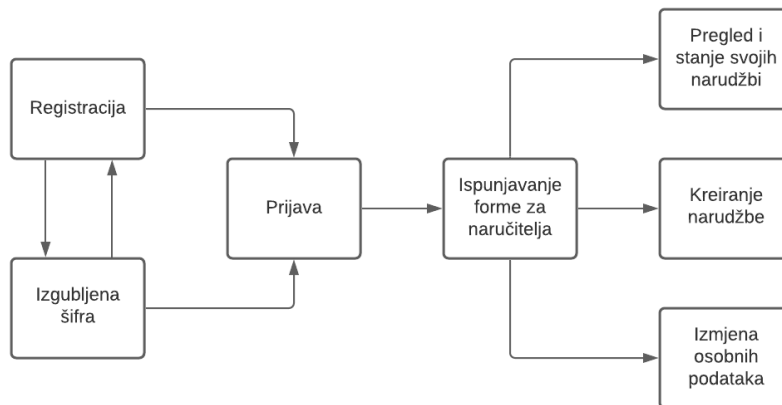 Registracija
Izgubljena
šifra
Prijava
Ispunjavanje
forme za
naručitelja
Pregled i
stanje svojih
narudžbi
Kreiranje
narudžbe
Izmjena
osobnih
podataka